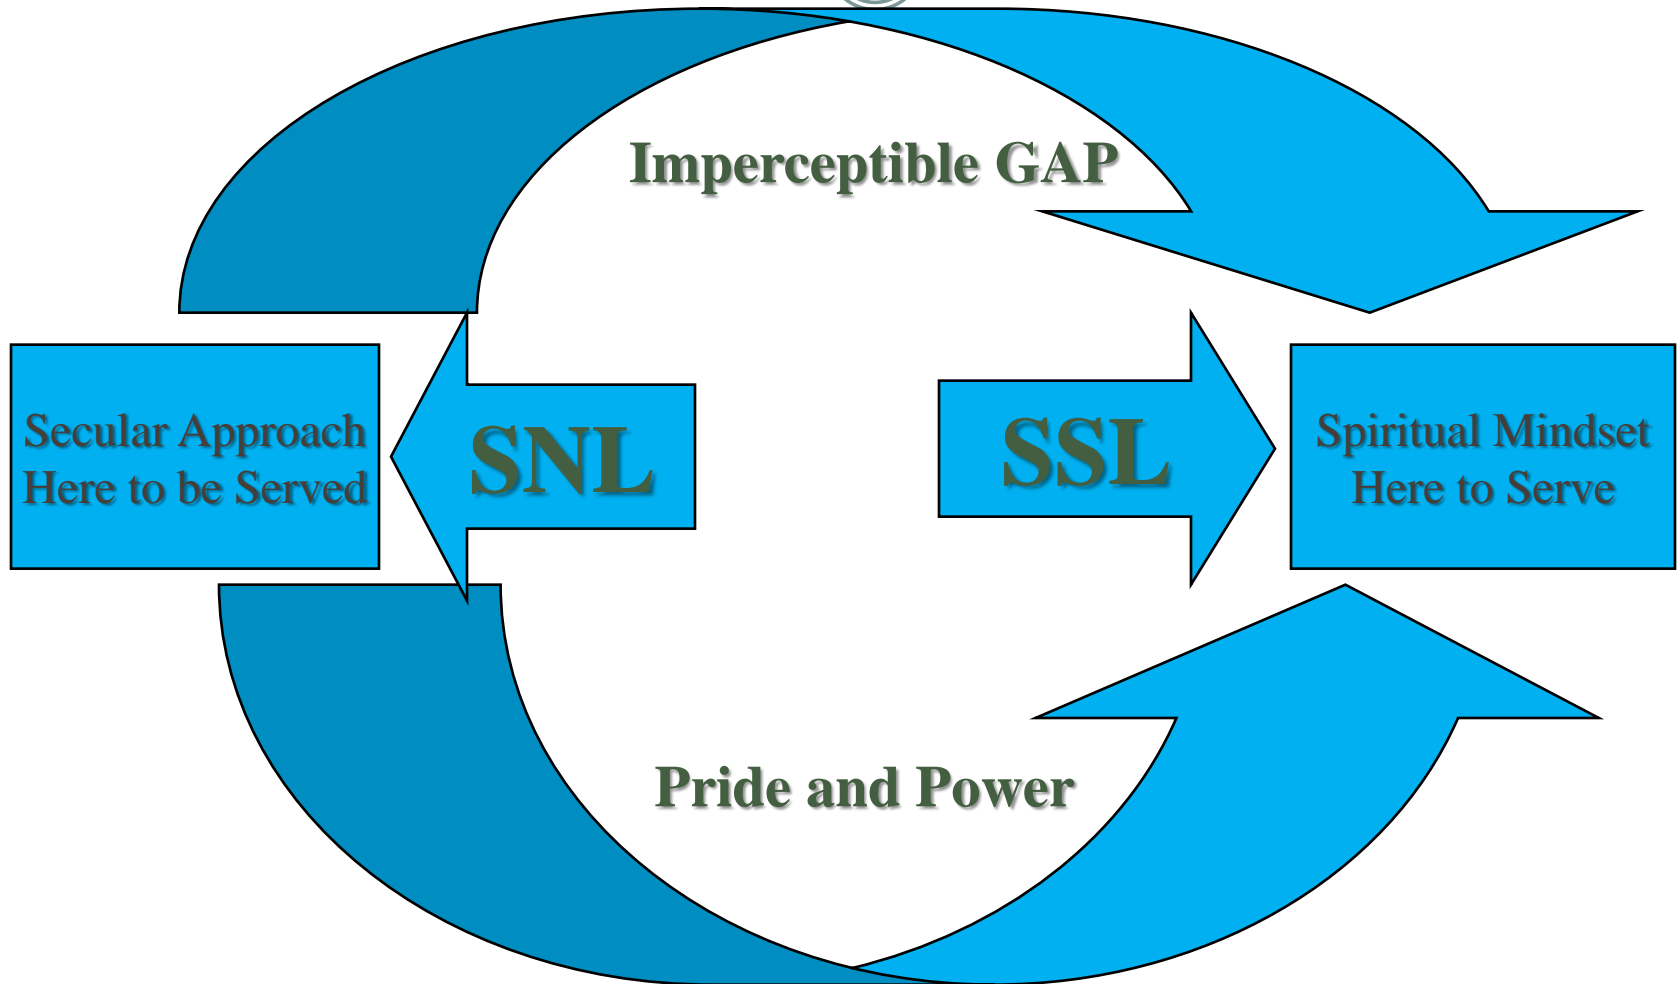 Imperceptible GAP
Secular Approach
Here to be Served
SNL
SSL
Spiritual Mindset
Here to Serve
Pride and Power